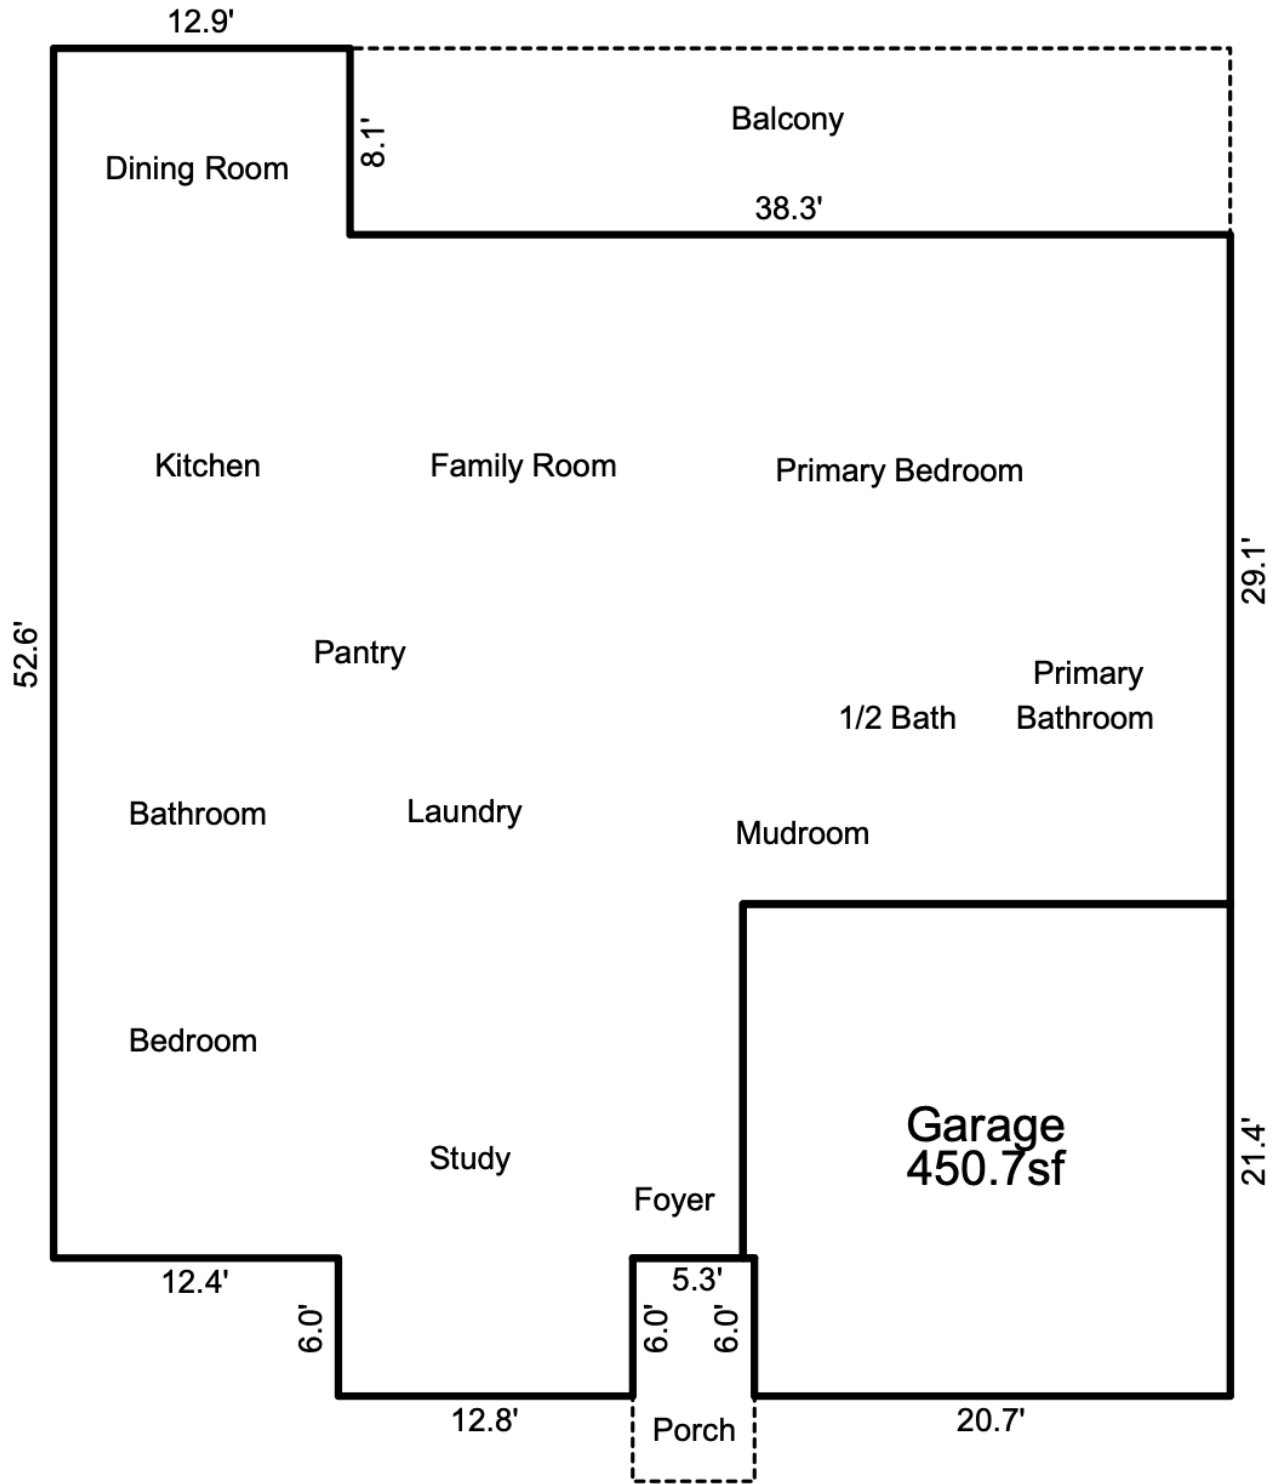 12.9'
Balcony
8.1'
Dining Room
38.3'
Kitchen
Family Room
Primary Bedroom
29.1'
52.6'
Pantry
Primary
Bathroom
1/2 Bath
Bathroom
Laundry
Mudroom
Bedroom
Garage
450.7sf
21.4'
Study
Foyer
12.4'
5.3'
6.0'
6.0'
6.0'
12.8'
Porch
20.7'